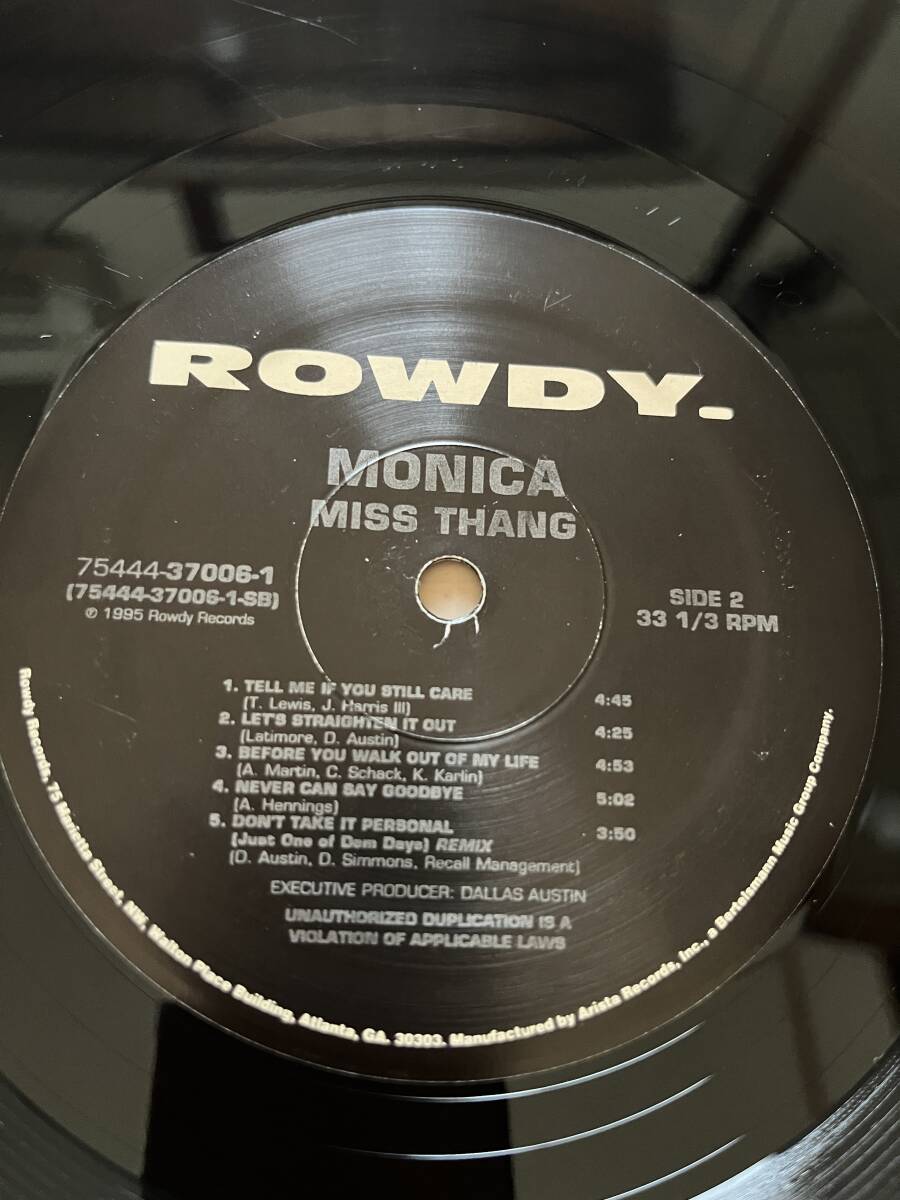 ROWDY.
MONICA
MISS THANG
75444-37006-1
(75444-37006-1-SB)
℗ 1995 Rowdy Records
SIDE 2
33 1/3 RPM
1. TELL ME IF YOU STILL CARE 4:45
(T. Lewis, J. Harris III)
2. LET'S STRAIGHTEN IT OUT 4:25
(Latimore, D. Austin)
3. BEFORE YOU WALK OUT OF MY LIFE 4:53
(A. Martin, C. Schack, K. Karlin)
4. NEVER CAN SAY GOODBYE 5:02
(A. Hennings)
5. DON'T TAKE IT PERSONAL 3:50
(Just One of Dem Days) REMIX
(D. Austin, D. Simmons, Recall Management)
EXECUTIVE PRODUCER: DALLAS AUSTIN
UNAUTHORIZED DUPLICATION IS A
VIOLATION OF APPLICABLE LAWS
Rowdy Records. 75 Marietta Street, NW, Walton Place Building, Atlanta, GA. 30303. Manufactured by Arista Records, Inc., a Bertelsmann Music Group Company.